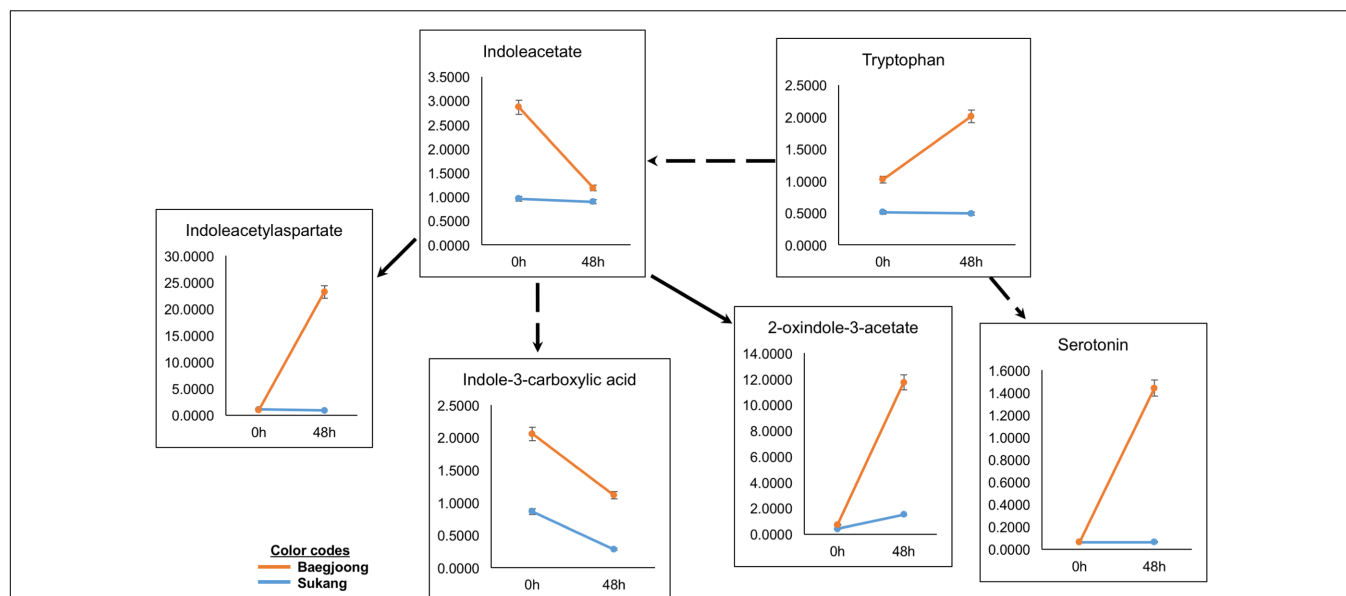 Indoleacetate
3.5000
3.0000
2.5000
2.0000
1.5000
1.0000
0.5000
0.0000
0h 48h
Tryptophan
2.5000
2.0000
1.5000
1.0000
0.5000
0.0000
0h 48h
Indoleacetylaspartate
30.0000
25.0000
20.0000
15.0000
10.0000
5.0000
0.0000
0h 48h
Indole-3-carboxylic acid
2.5000
2.0000
1.5000
1.0000
0.5000
0.0000
0h 48h
2-oxindole-3-acetate
14.0000
12.0000
10.0000
8.0000
6.0000
4.0000
2.0000
0.0000
0h 48h
Serotonin
1.6000
1.4000
1.2000
1.0000
0.8000
0.6000
0.4000
0.2000
0.0000
0h 48h
Color codes
Baegjoong
Sukang